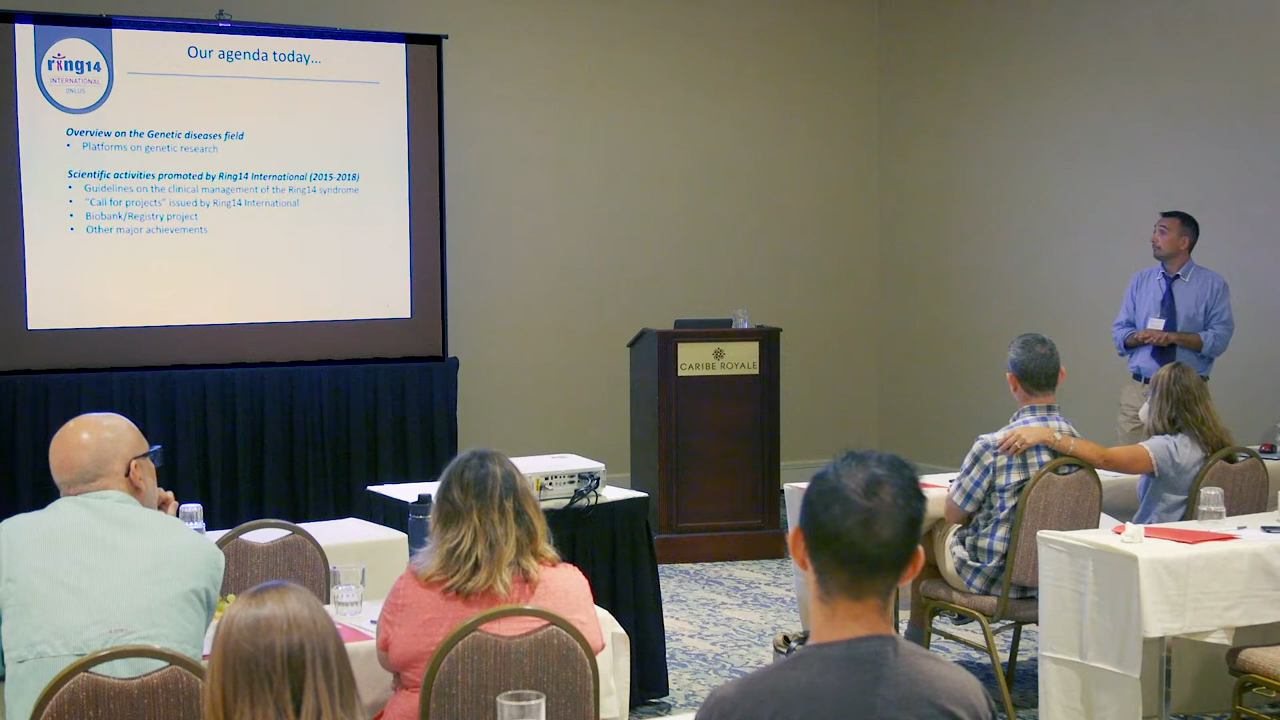 Our agenda today...
ring14
INTERNATIONAL
ONLUS
Overview on the Genetic diseases field
• Platforms on genetic research
Scientific activities promoted by Ring14 International (2015-2018)
• Guidelines on the clinical management of the Ring14 syndrome
• "Call for projects" issued by Ring14 International
• Biobank/Registry project
• Other major achievements
CARIBE ROYALE